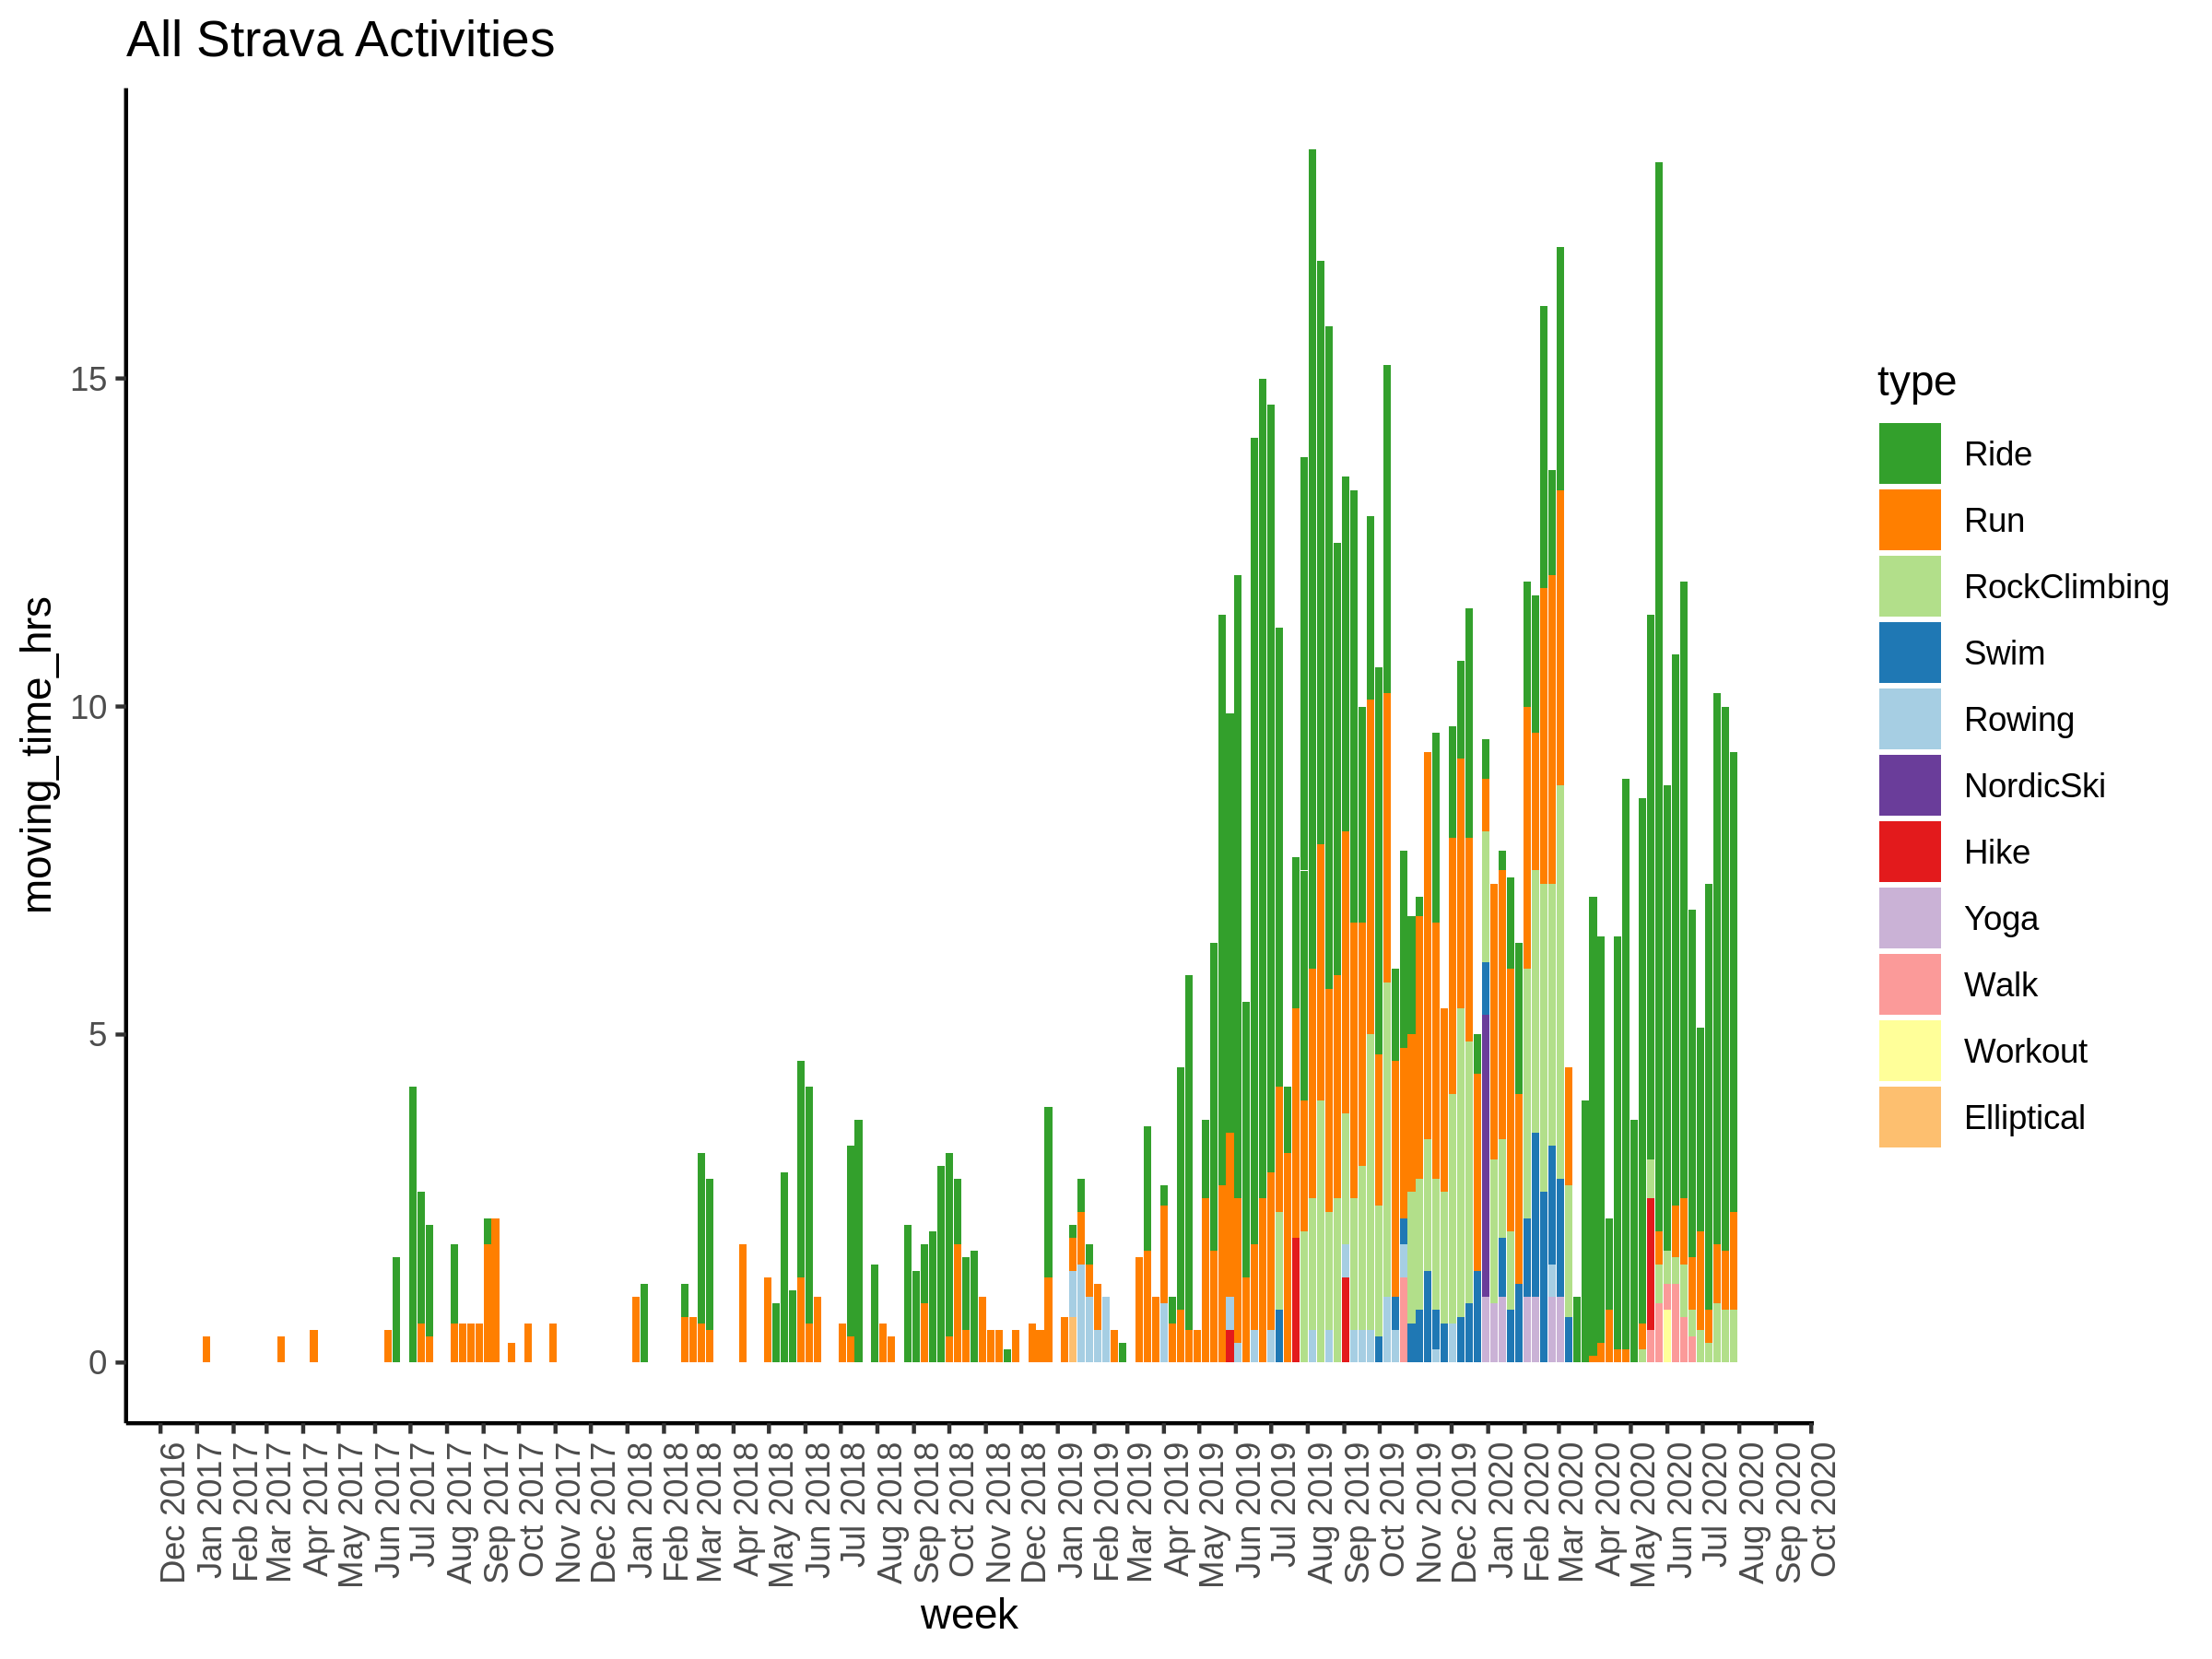 All Strava Activities
moving_time_hrs
15
10
5
0
Dec 2016
Jan 2017
Feb 2017
Mar 2017
Apr 2017
May 2017
Jun 2017
Jul 2017
Aug 2017
Sep 2017
Oct 2017
Nov 2017
Dec 2017
Jan 2018
Feb 2018
Mar 2018
Apr 2018
May 2018
Jun 2018
Jul 2018
Aug 2018
Sep 2018
Oct 2018
Nov 2018
Dec 2018
Jan 2019
Feb 2019
Mar 2019
Apr 2019
May 2019
Jun 2019
Jul 2019
Aug 2019
Sep 2019
Oct 2019
Nov 2019
Dec 2019
Jan 2020
Feb 2020
Mar 2020
Apr 2020
May 2020
Jun 2020
Jul 2020
Aug 2020
Sep 2020
Oct 2020
week
type
Ride
Run
RockClimbing
Swim
Rowing
NordicSki
Hike
Yoga
Walk
Workout
Elliptical